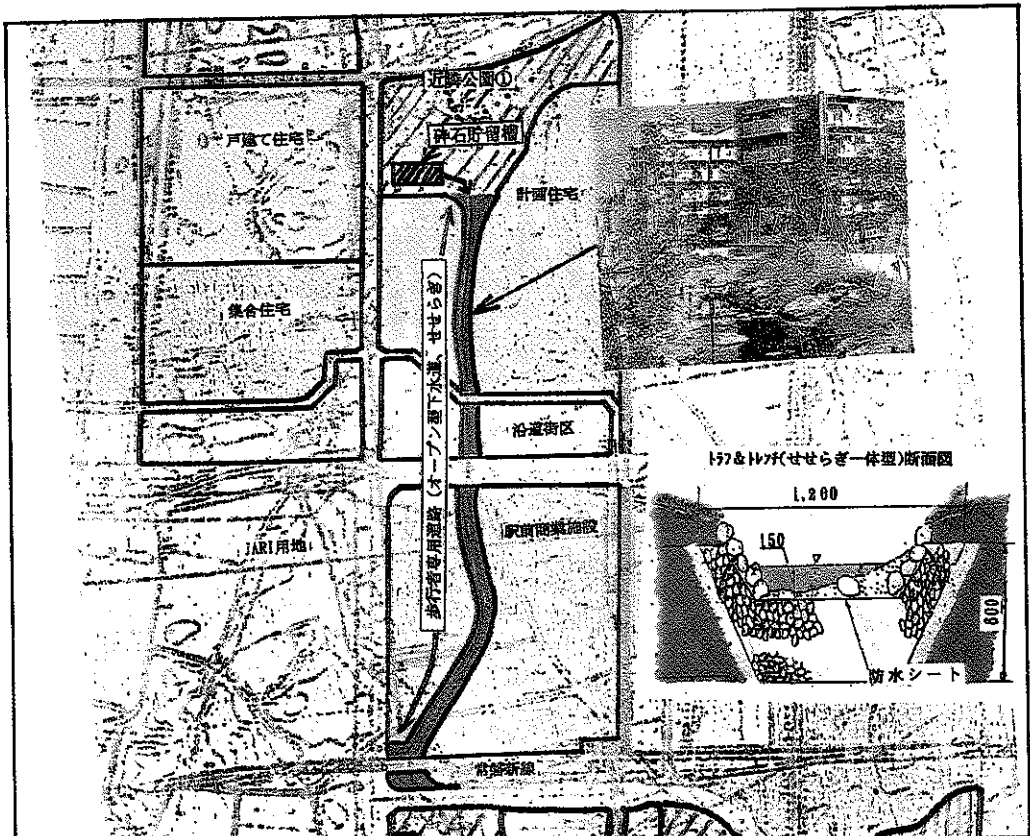 近隣公園①
砕石貯留槽
一戸建て住宅
計画住宅
集合住宅
歩行者専用道路(オープン型下水道、せせらぎ)
沿道街区
トラフ&トレンチ(せせらぎ一体型)断面図
1,200
150
600
防水シート
JARI用地
駅前商業施設
常磐新線